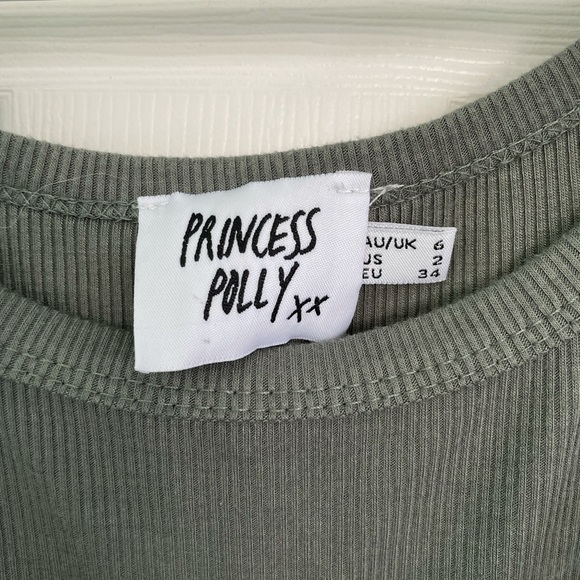 PRINCESS
POLLY xx
AU/UK 6
US 2
EU 34